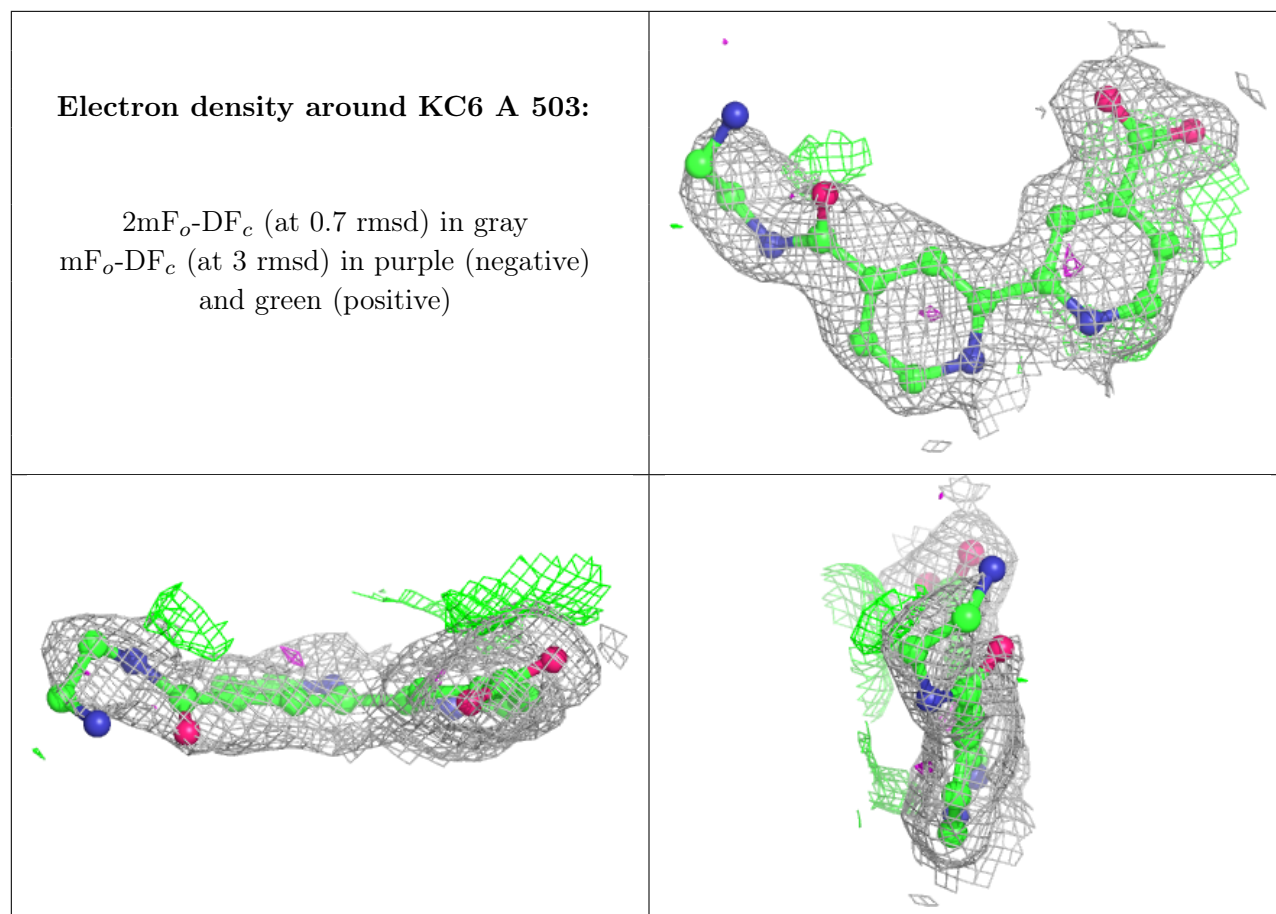 Electron density around KC6 A 503:
2mFo-DFc (at 0.7 rmsd) in gray
mFo-DFc (at 3 rmsd) in purple (negative)
and green (positive)